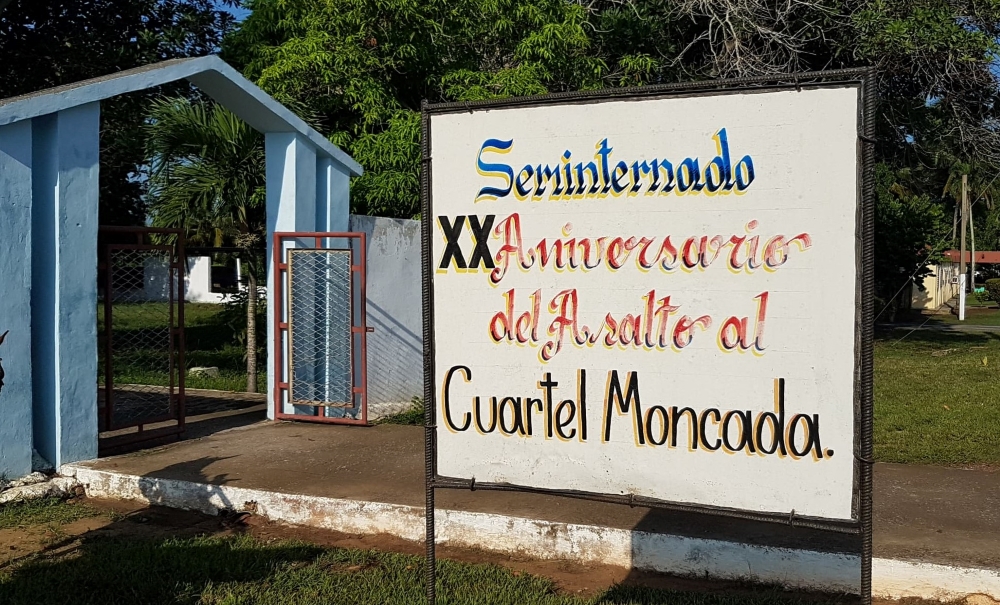 Seminternado
XX Aniversario
del Asalto al
Cuartel Moncada.